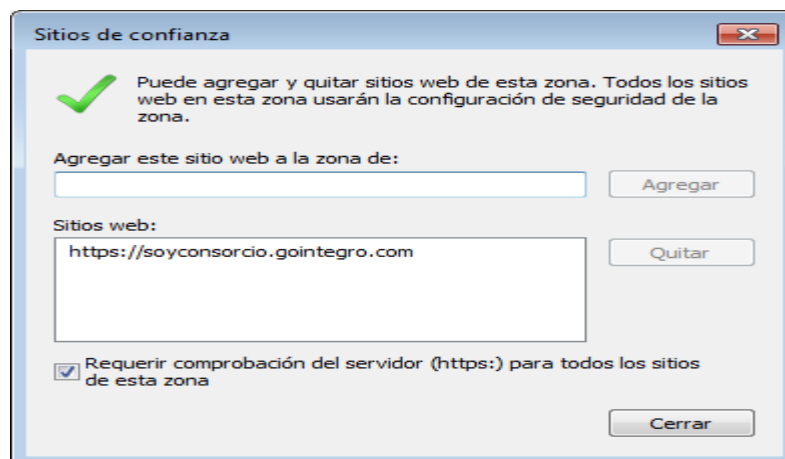 Sitios de confianza
Puede agregar y quitar sitios web de esta zona. Todos los sitios
web en esta zona usarán la configuración de seguridad de la
zona.
Agregar este sitio web a la zona de:
Agregar
Sitios web:
https://soyconsorcio.gointegro.com
Quitar
Requerir comprobación del servidor (https:) para todos los sitios
de esta zona
Cerrar